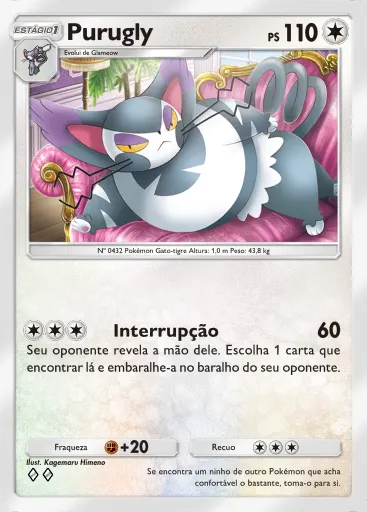 ESTÁGIO 1
Purugly
PS 110
Evolui de Glameow
Nº 0432 Pokémon Gato-tigre Altura: 1,0 m Peso: 43,8 kg
Interrupção 60
Seu oponente revela a mão dele. Escolha 1 carta que
encontrar lá e embaralhe-a no baralho do seu oponente.
Fraqueza +20 Recuo
Ilust. Kagemaru Himeno
Se encontra um ninho de outro Pokémon que acha
confortável o bastante, toma-o para si.